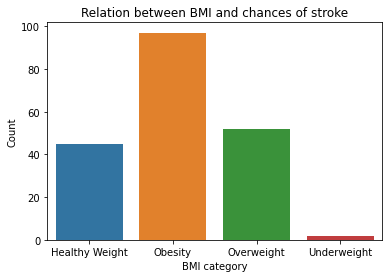 Relation between BMI and chances of stroke
100
80
60
40
20
0
Count
Healthy Weight Obesity Overweight Underweight
BMI category